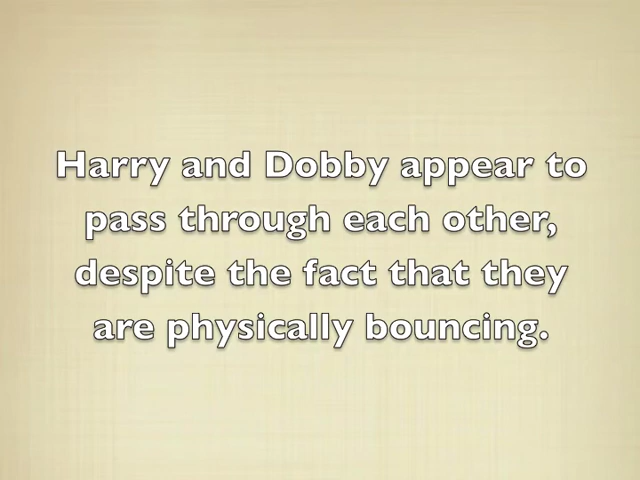 Harry and Dobby appear to
pass through each other,
despite the fact that they
are physically bouncing.